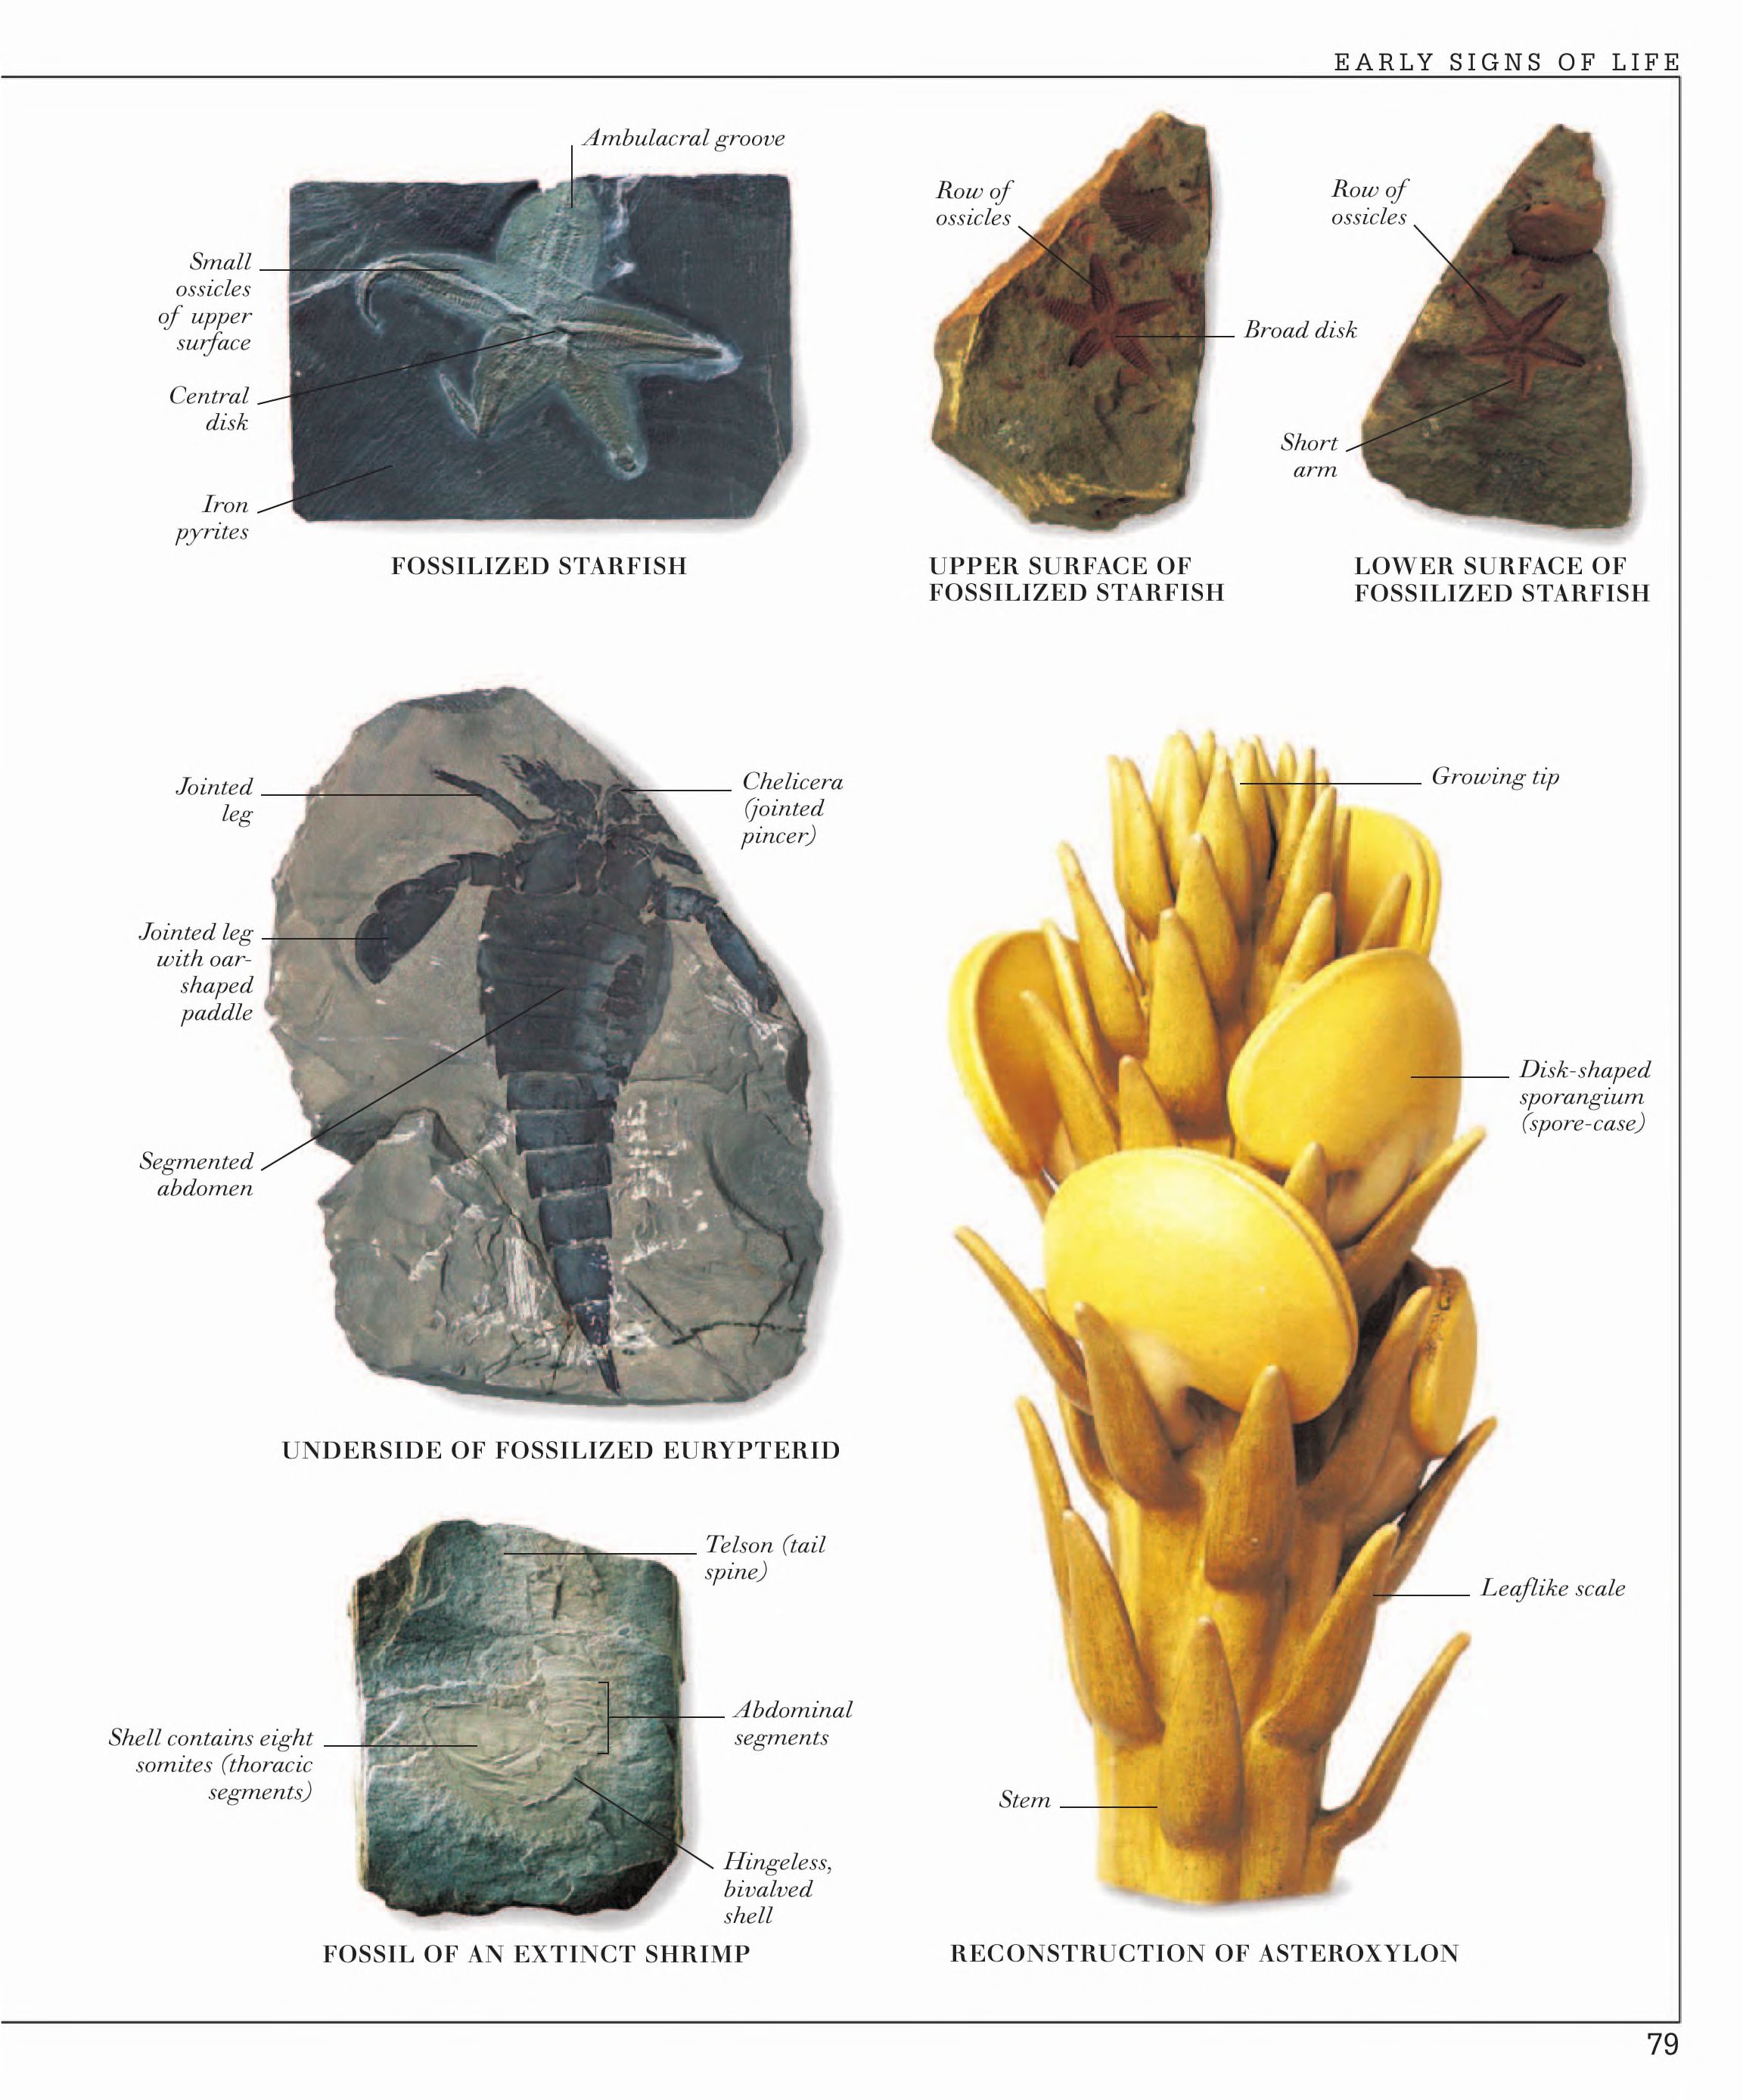 EARLY SIGNS OF LIFE
Ambulacral groove
Small
ossicles
of upper
surface
Central
disk
Iron
pyrites
FOSSILIZED STARFISH
Row of
ossicles
Broad disk
UPPER SURFACE OF
FOSSILIZED STARFISH
Row of
ossicles
Short
arm
LOWER SURFACE OF
FOSSILIZED STARFISH
Jointed
leg
Chelicera
(jointed
pincer)
Jointed leg
with oar-
shaped
paddle
Segmented
abdomen
UNDERSIDE OF FOSSILIZED EURYPTERID
Telson (tail
spine)
Shell contains eight
somites (thoracic
segments)
Abdominal
segments
Hingeless,
bivalved
shell
FOSSIL OF AN EXTINCT SHRIMP
Growing tip
Disk-shaped
sporangium
(spore-case)
Leaflike scale
Stem
RECONSTRUCTION OF ASTEROXYLON
79